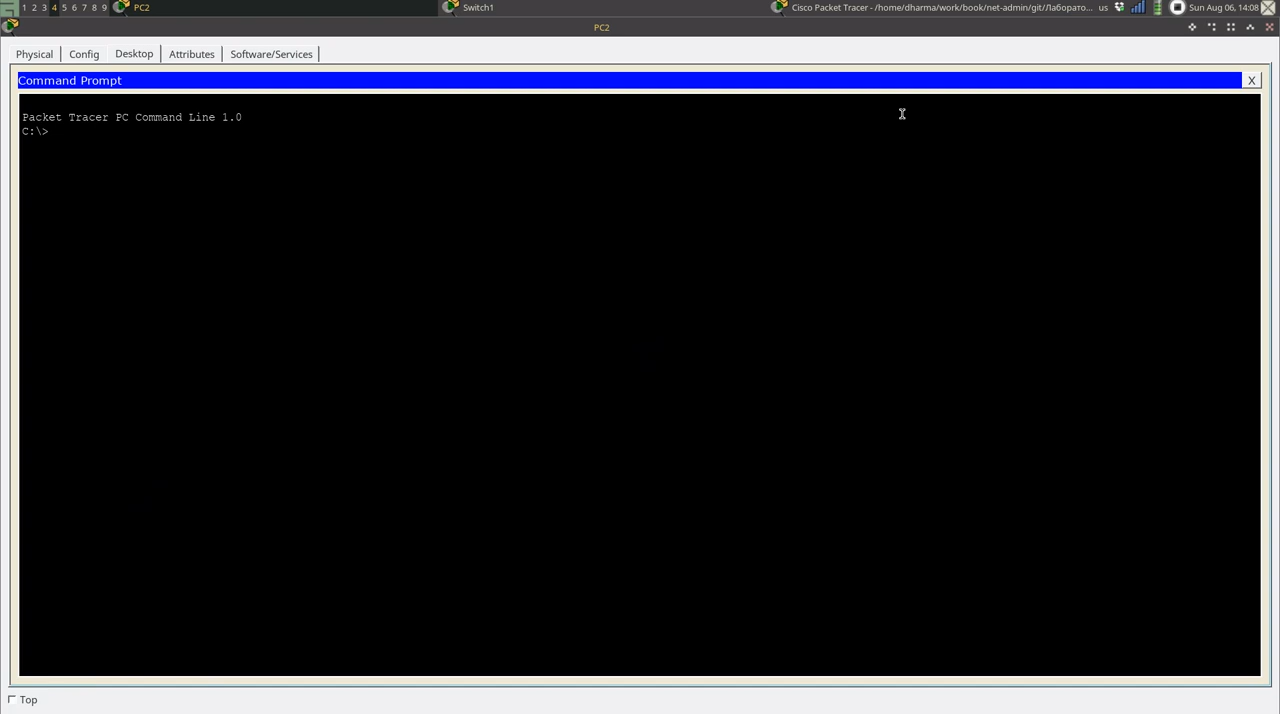 1 2 3 4 5 6 7 8 9 PC2 Switch1 Cisco Packet Tracer - /home/dharma/work/book/net-admin/git/Лаборато... us Sun Aug 06, 14:08
PC2
Physical Config Desktop Attributes Software/Services
Command Prompt X
Packet Tracer PC Command Line 1.0
C:\>
Top